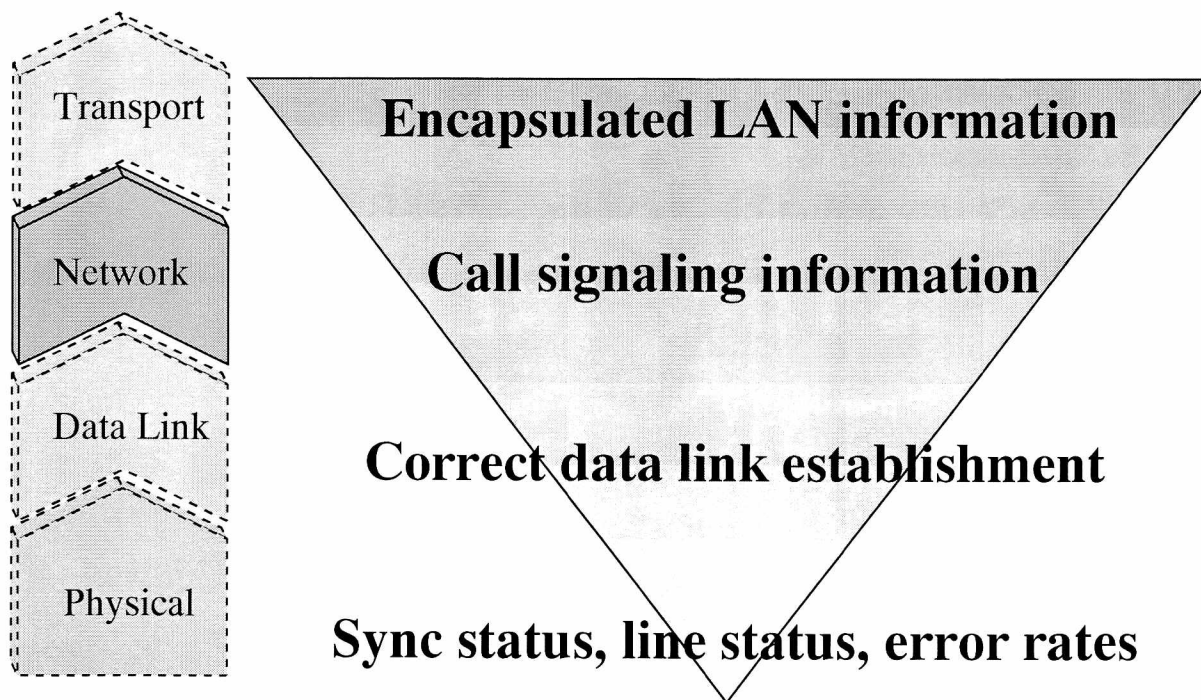 Transport
Encapsulated LAN information
Network
Call signaling information
Data Link
Correct data link establishment
Physical
Sync status, line status, error rates